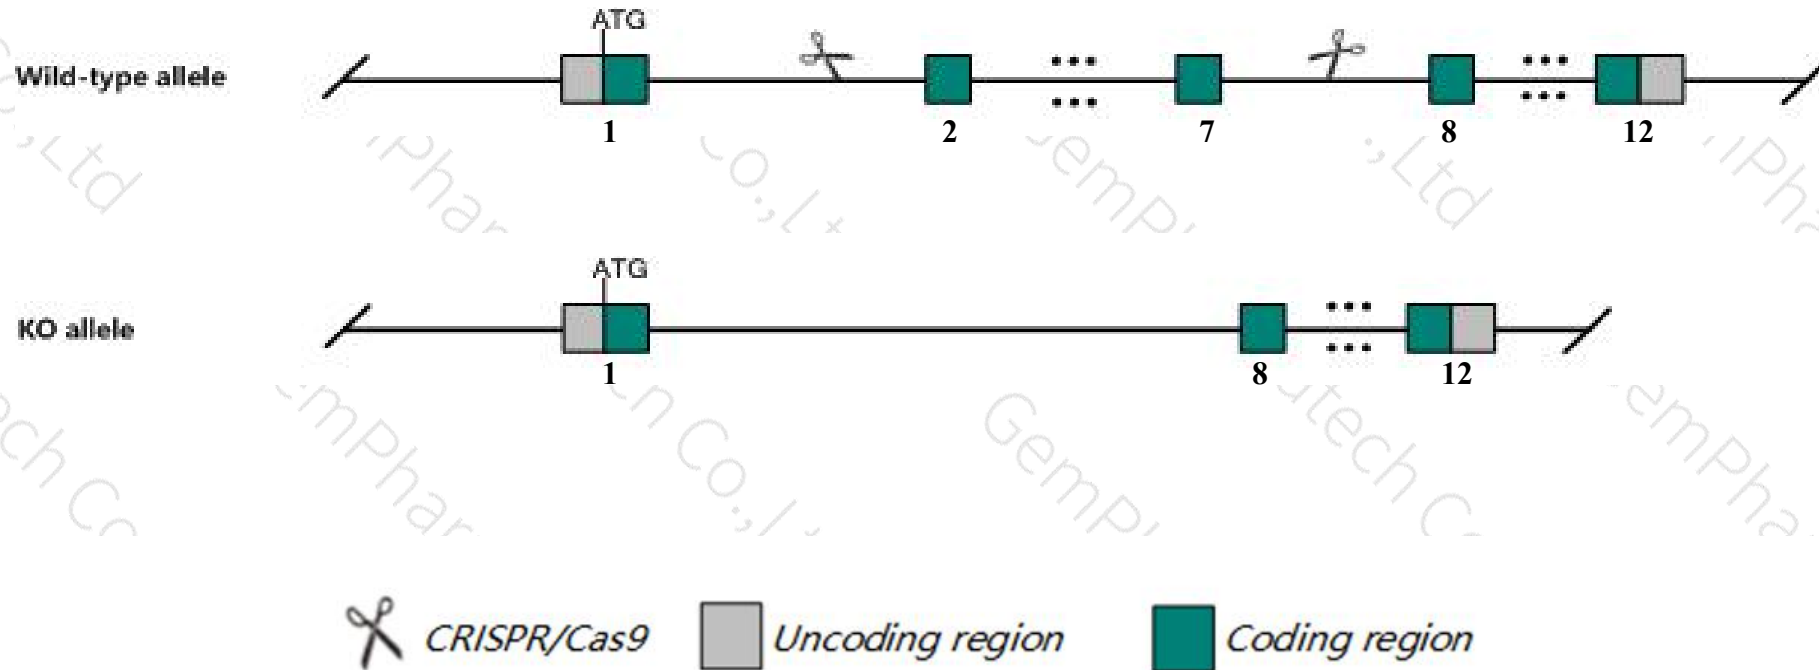 ATG
Wild-type allele
1 2 7 8 12
ATG
KO allele
1 8 12
CRISPR/Cas9 Uncoding region Coding region